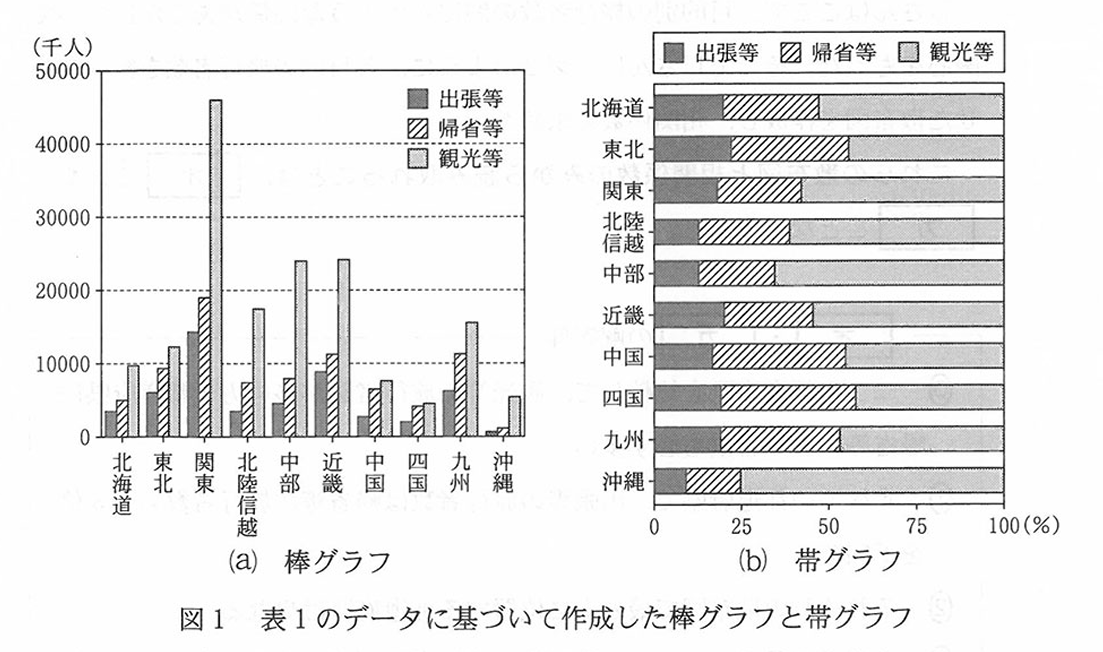 (千人)
50000
40000
30000
20000
10000
0
出張等
帰省等
観光等
北海道
東北
関東
北陸信越
中部
近畿
中国
四国
九州
沖縄
(a) 棒グラフ
出張等 帰省等 観光等
北海道
東北
関東
北陸
信越
中部
近畿
中国
四国
九州
沖縄
0 25 50 75 100(%)
(b) 帯グラフ
図1 表1のデータに基づいて作成した棒グラフと帯グラフ